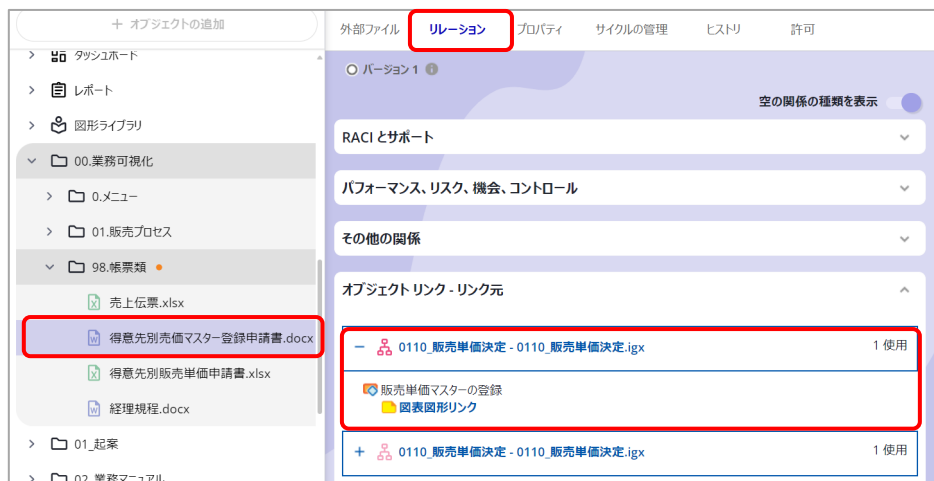 + オブジェクトの追加
ダッシュボード
レポート
図形ライブラリ
00.業務可視化
0.メニュー
01.販売プロセス
98.帳票類
売上伝票.xlsx
得意先別売価マスター登録申請書.docx
得意先別販売単価申請書.xlsx
経理規程.docx
01_起案
02_業務マニュアル
外部ファイル リレーション プロパティ サイクルの管理 ヒストリ 許可
バージョン 1
空の関係の種類を表示
RACI とサポート
パフォーマンス、リスク、機会、コントロール
その他の関係
オブジェクト リンク - リンク元
0110_販売単価決定 - 0110_販売単価決定.igx 1 使用
販売単価マスターの登録
図表図形リンク
0110_販売単価決定 - 0110_販売単価決定.igx 1 使用